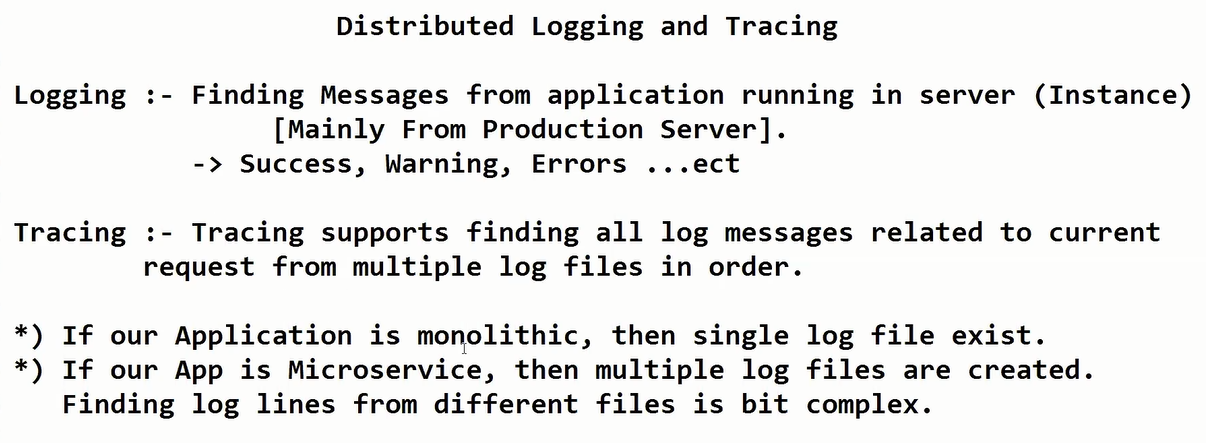 Distributed Logging and Tracing
Logging :- Finding Messages from application running in server (Instance)
[Mainly From Production Server].
-> Success, Warning, Errors ...ect
Tracing :- Tracing supports finding all log messages related to current
request from multiple log files in order.
*) If our Application is monolithic, then single log file exist.
*) If our App is Microservice, then multiple log files are created.
Finding log lines from different files is bit complex.